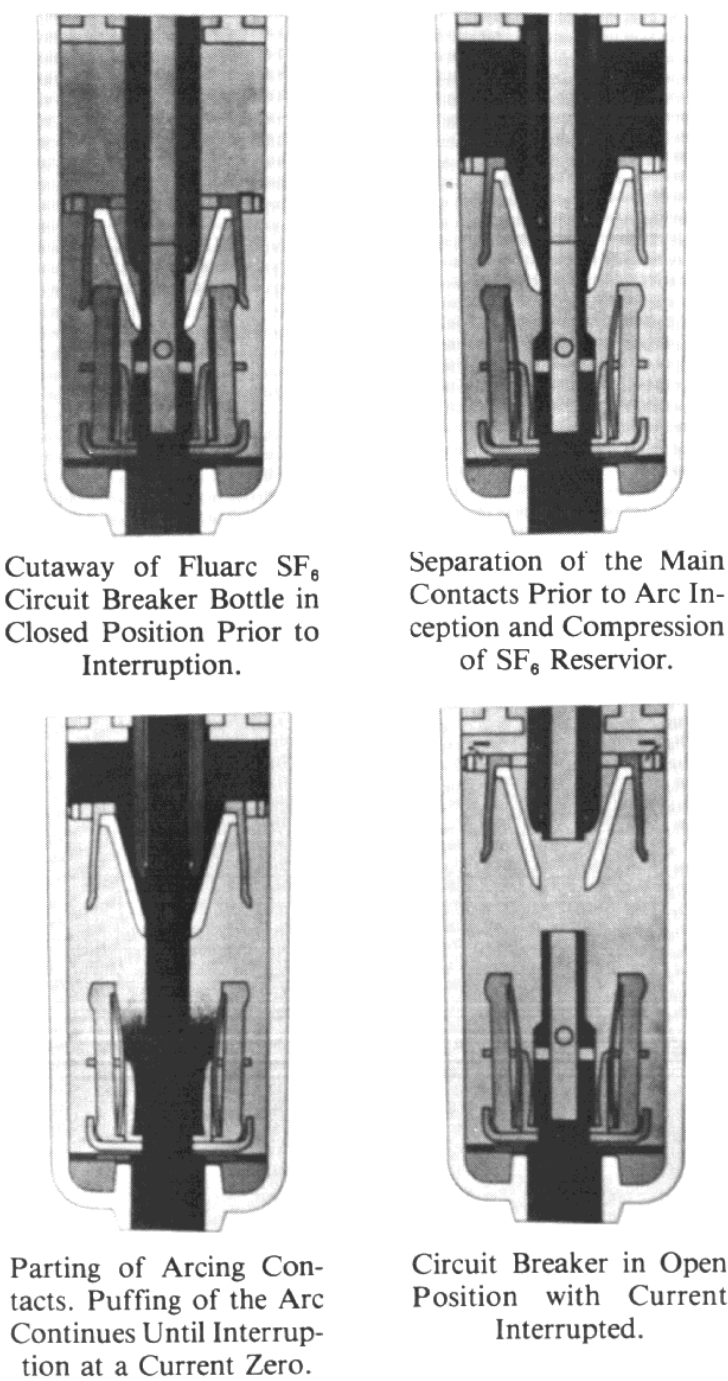 Cutaway of Fluarc SF₆
Circuit Breaker Bottle in
Closed Position Prior to
Interruption.
Separation of the Main
Contacts Prior to Arc In-
ception and Compression
of SF₆ Reservior.
Parting of Arcing Con-
tacts. Puffing of the Arc
Continues Until Interrup-
tion at a Current Zero.
Circuit Breaker in Open
Position with Current
Interrupted.